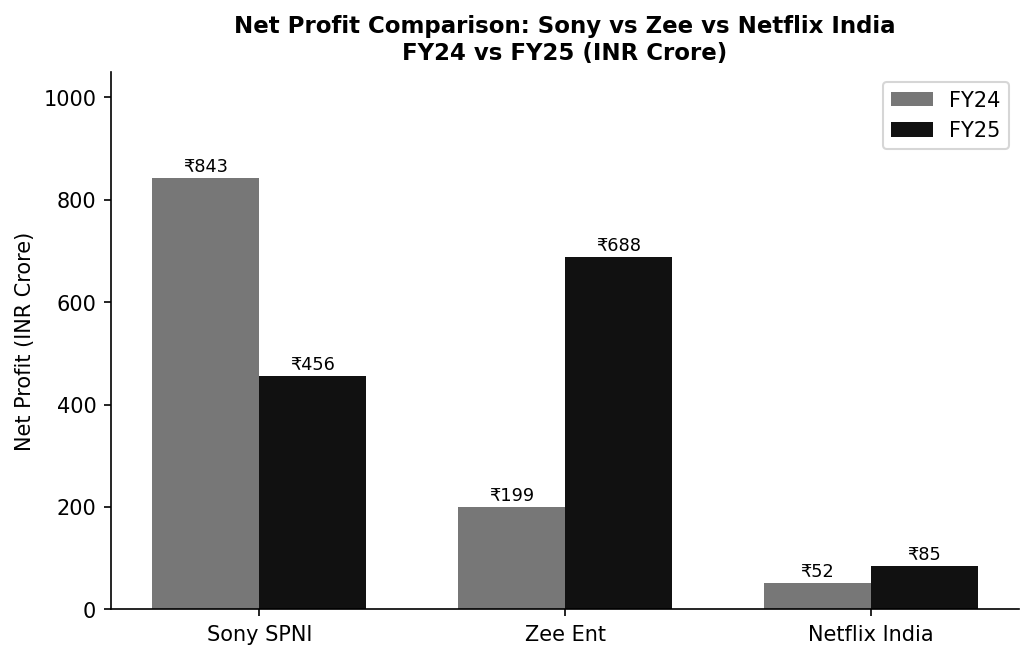 Net Profit Comparison: Sony vs Zee vs Netflix India
FY24 vs FY25 (INR Crore)
FY24
FY25
Net Profit (INR Crore)
1000
800
600
400
200
0
₹843
₹456
₹199
₹688
₹52
₹85
Sony SPNI
Zee Ent
Netflix India